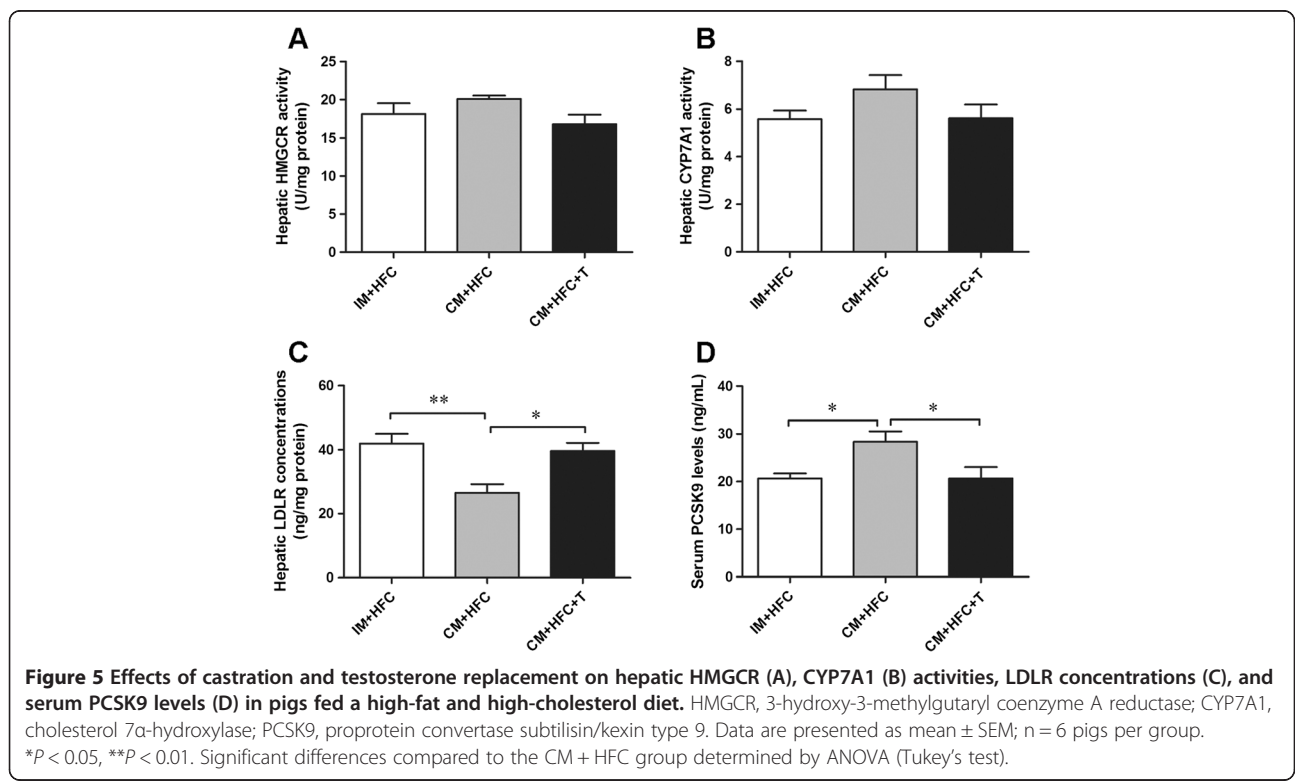 A
Hepatic HMGCR activity
(U/mg protein)
25
20
15
10
5
0
IM+HFC
CM+HFC
CM+HFC+T
B
Hepatic CYP7A1 activity
(U/mg protein)
8
6
4
2
0
IM+HFC
CM+HFC
CM+HFC+T
C
Hepatic LDLR concentrations
(ng/mg protein)
60
40
20
0
**
*
IM+HFC
CM+HFC
CM+HFC+T
D
Serum PCSK9 levels (ng/mL)
40
30
20
10
0
*
*
IM+HFC
CM+HFC
CM+HFC+T
Figure 5 Effects of castration and testosterone replacement on hepatic HMGCR (A), CYP7A1 (B) activities, LDLR concentrations (C), and
serum PCSK9 levels (D) in pigs fed a high-fat and high-cholesterol diet. HMGCR, 3-hydroxy-3-methylgutaryl coenzyme A reductase; CYP7A1,
cholesterol 7α-hydroxylase; PCSK9, proprotein convertase subtilisin/kexin type 9. Data are presented as mean ± SEM; n = 6 pigs per group.
*P < 0.05, **P < 0.01. Significant differences compared to the CM + HFC group determined by ANOVA (Tukey's test).